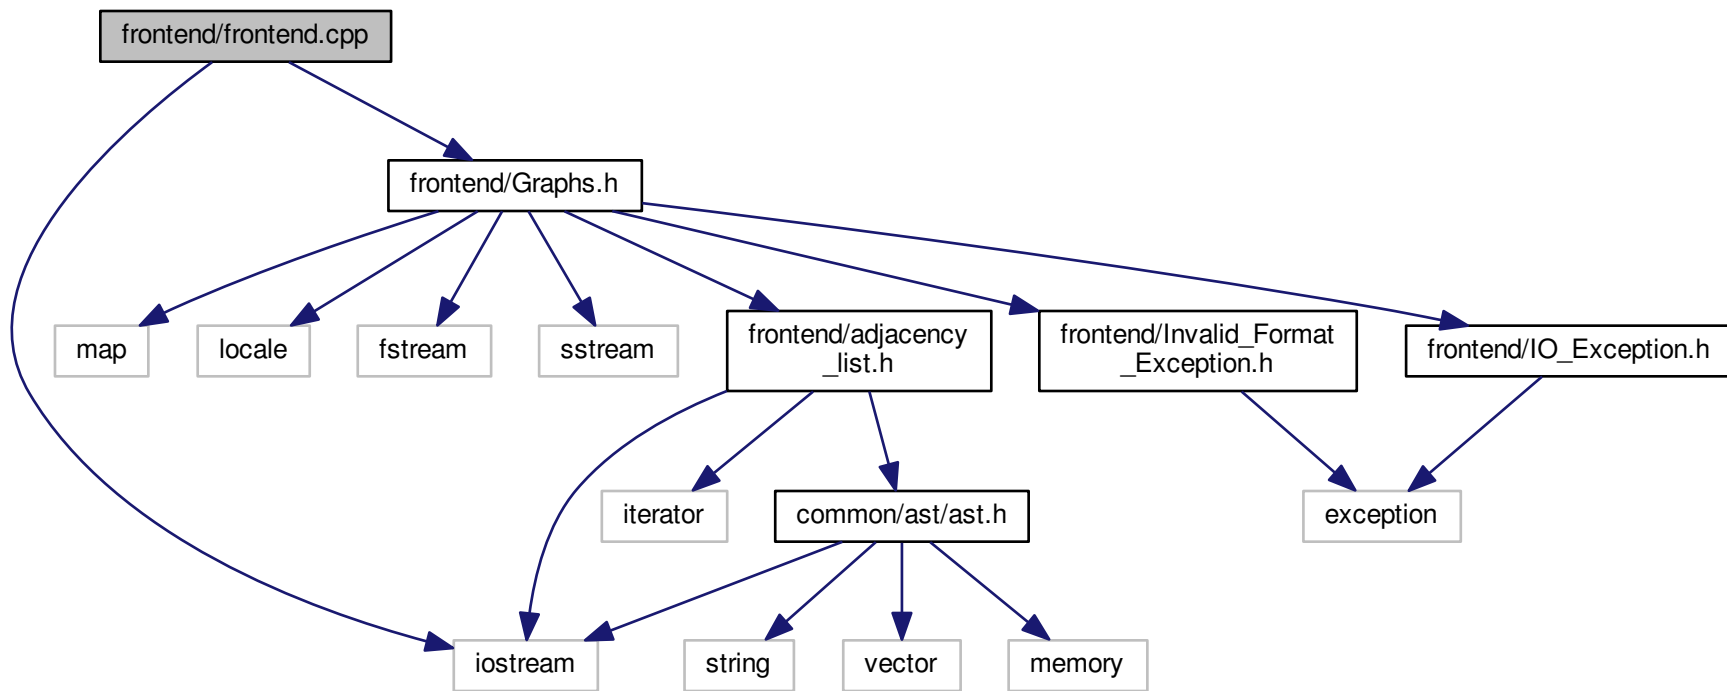 frontend/frontend.cpp
frontend/Graphs.h
map
locale
fstream
sstream
frontend/adjacency
_list.h
frontend/Invalid_Format
_Exception.h
frontend/IO_Exception.h
iterator
common/ast/ast.h
exception
iostream
string
vector
memory